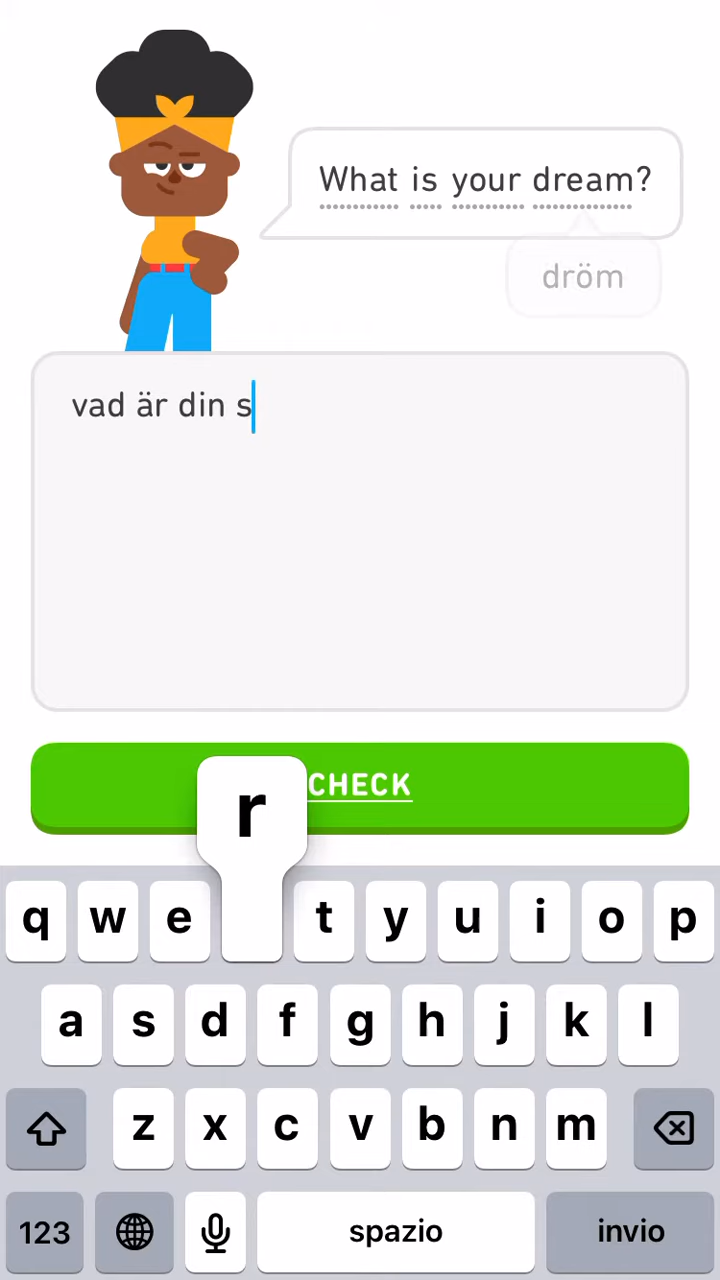 What is your dream?
dröm
vad är din s
CHECK
r
q w e t y u i o p
a s d f g h j k l
z x c v b n m
123 spazio invio